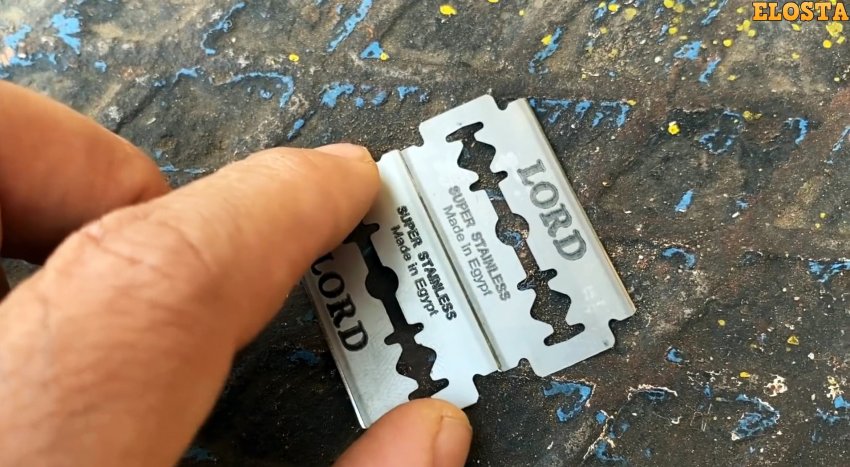 ELOSTA
LORD
SUPER STAINLESS
Made in Egypt
SUPER STAINLESS
Made in Egypt
LORD